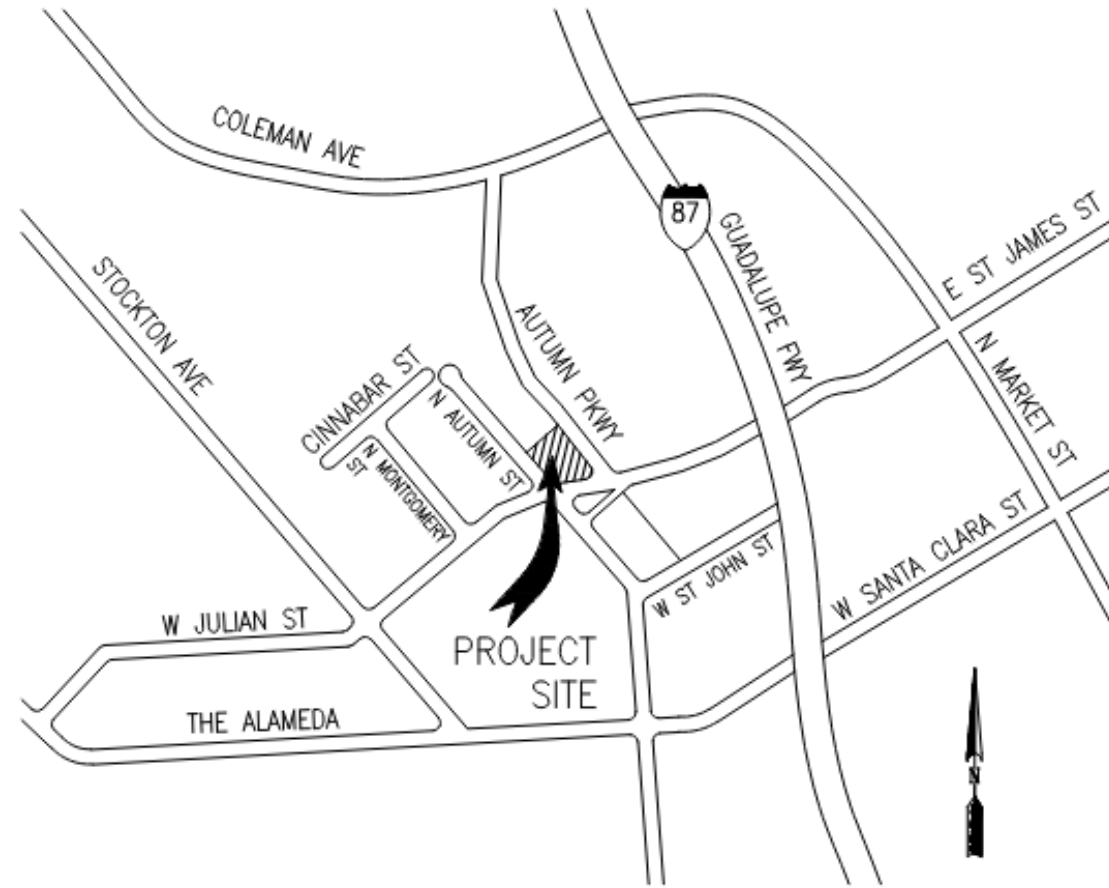 COLEMAN AVE
87
GUADALUPE FWY
E ST JAMES ST
STOCKTON AVE
AUTUMN PKWY
N MARKET ST
CINNABAR ST
N AUTUMN ST
N MONTGOMERY
ST
W ST JOHN ST
W SANTA CLARA ST
W JULIAN ST
PROJECT
SITE
THE ALAMEDA
N